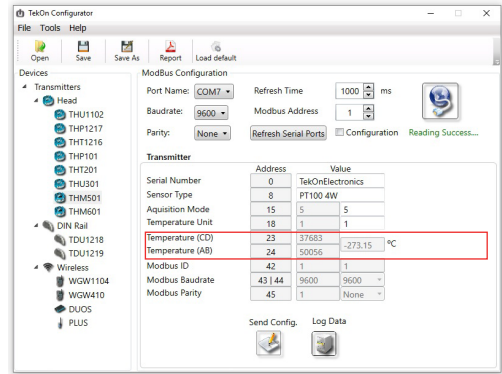 TekOn Configurator
File Tools Help
Open Save Save As Report Load default
Devices
Transmitters
Head
THU1102
THP1217
THT1216
THP101
THT201
THU301
THM501
THM601
DIN Rail
TDU1218
TDU1219
Wireless
WGW1104
WGW410
DUOS
PLUS
ModBus Configuration
Port Name: COM7 Refresh Time 1000 ms
Baudrate: 9600 Modbus Address 1
Parity: None Refresh Serial Ports Configuration Reading Success....
Transmitter
Address Value
Serial Number 0 TekOnElectronics
Sensor Type 8 PT100 4W
Aquisition Mode 15 5 5
Temperature Unit 18 1 1
Temperature (CD) 23 37683
-273.15 ºC
Temperature (AB) 24 50056
Modbus ID 42 1 1
Modbus Baudrate 43 | 44 9600 9600
Modbus Parity 45 1 None
Send Config. Log Data